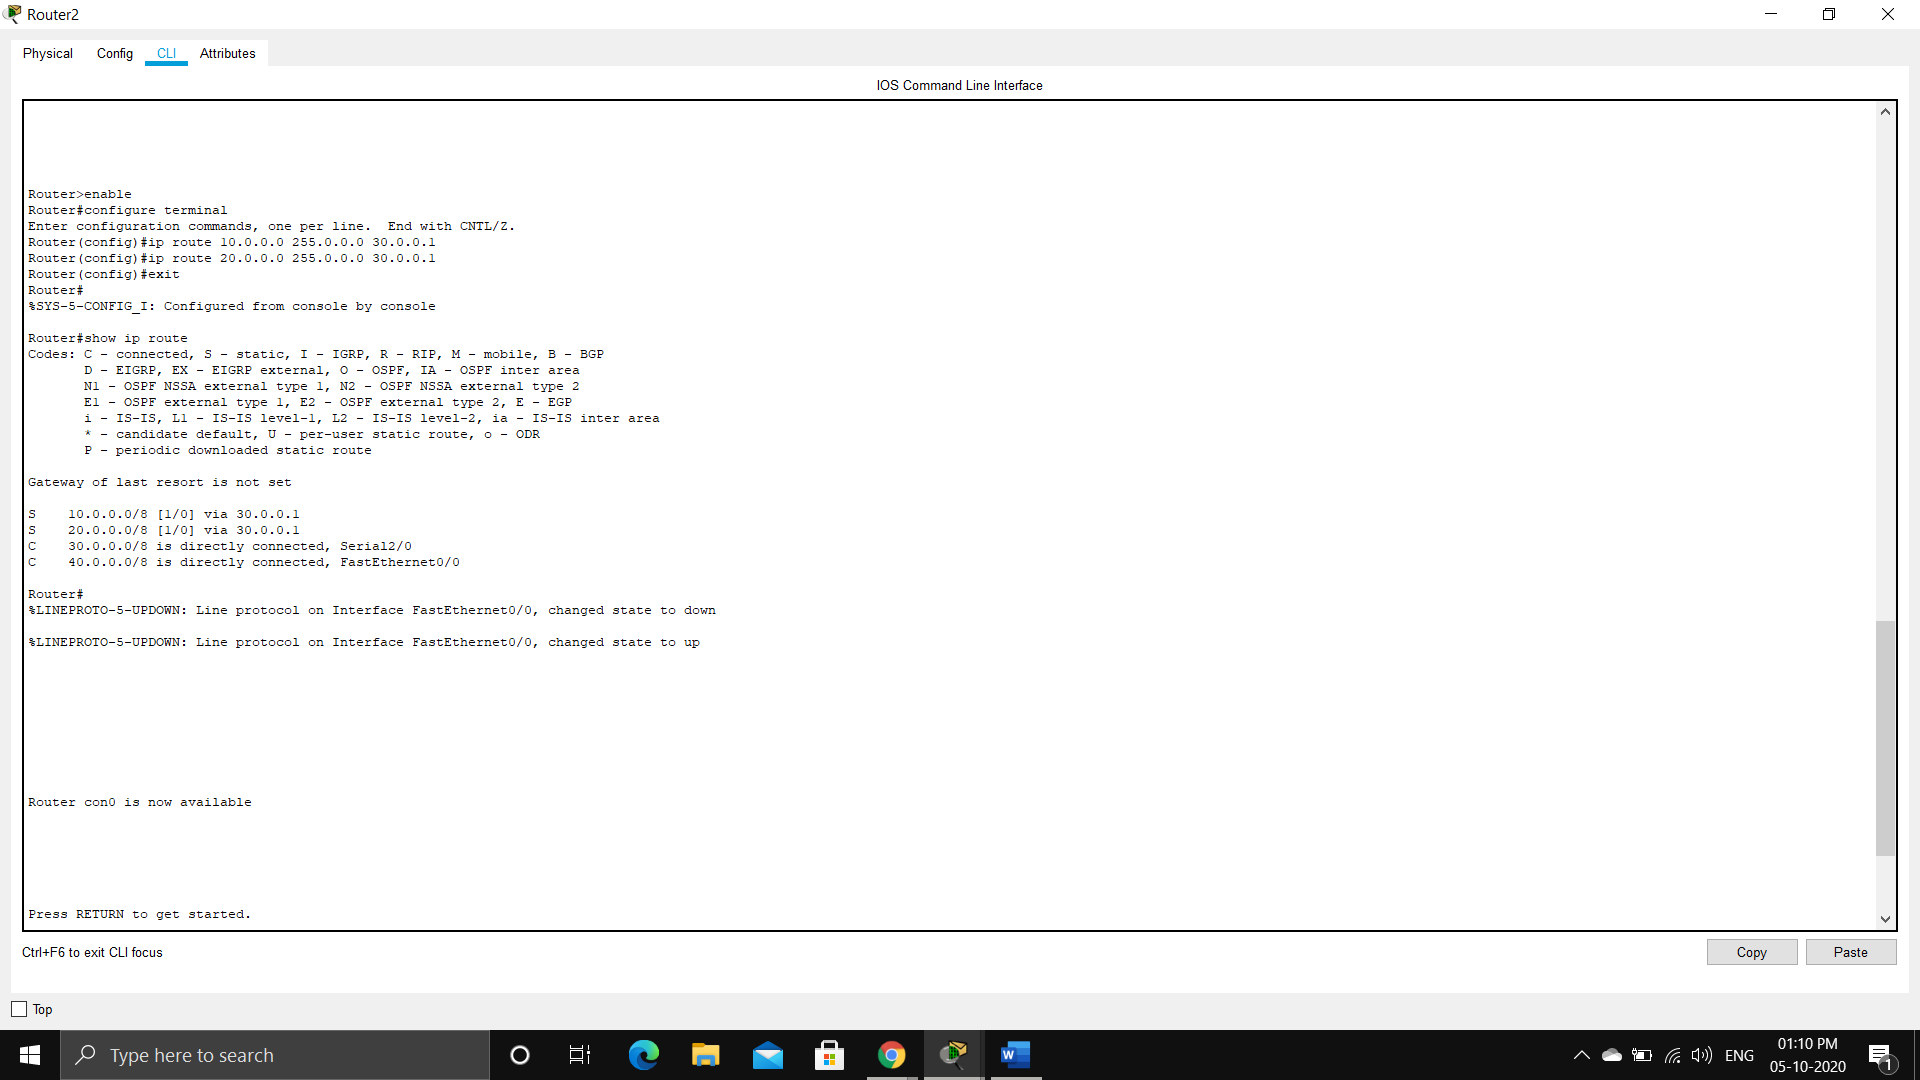 Router2
Physical Config CLI Attributes
IOS Command Line Interface
Router>enable
Router#configure terminal
Enter configuration commands, one per line.  End with CNTL/Z.
Router(config)#ip route 10.0.0.0 255.0.0.0 30.0.0.1
Router(config)#ip route 20.0.0.0 255.0.0.0 30.0.0.1
Router(config)#exit
Router#
%SYS-5-CONFIG_I: Configured from console by console
Router#show ip route
Codes: C - connected, S - static, I - IGRP, R - RIP, M - mobile, B - BGP
D - EIGRP, EX - EIGRP external, O - OSPF, IA - OSPF inter area
N1 - OSPF NSSA external type 1, N2 - OSPF NSSA external type 2
E1 - OSPF external type 1, E2 - OSPF external type 2, E - EGP
i - IS-IS, L1 - IS-IS level-1, L2 - IS-IS level-2, ia - IS-IS inter area
* - candidate default, U - per-user static route, o - ODR
P - periodic downloaded static route
Gateway of last resort is not set
S    10.0.0.0/8 [1/0] via 30.0.0.1
S    20.0.0.0/8 [1/0] via 30.0.0.1
C    30.0.0.0/8 is directly connected, Serial2/0
C    40.0.0.0/8 is directly connected, FastEthernet0/0
Router#
%LINEPROTO-5-UPDOWN: Line protocol on Interface FastEthernet0/0, changed state to down
%LINEPROTO-5-UPDOWN: Line protocol on Interface FastEthernet0/0, changed state to up
Router con0 is now available
Press RETURN to get started.
Ctrl+F6 to exit CLI focus
Copy Paste
Top
Type here to search
W
ENG
01:10 PM
05-10-2020
1